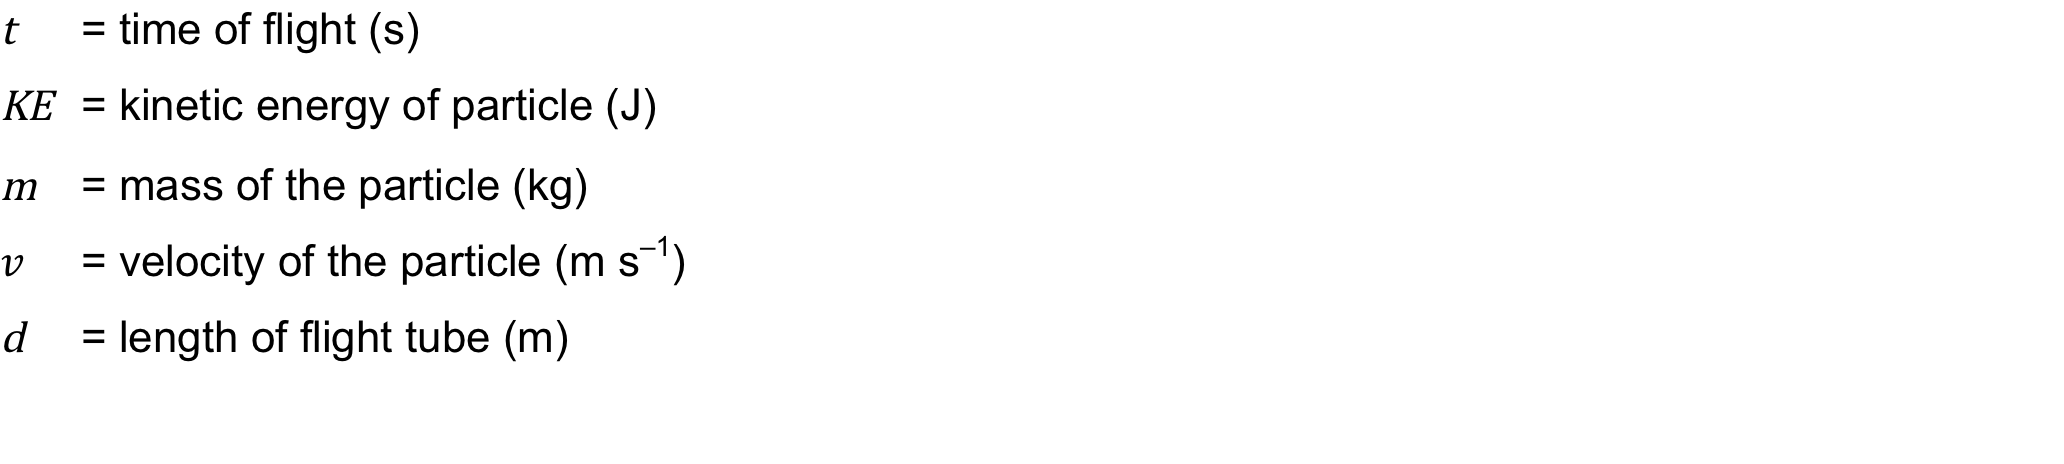 t = time of flight (s)
KE = kinetic energy of particle (J)
m = mass of the particle (kg)
v = velocity of the particle (m s⁻¹)
d = length of flight tube (m)